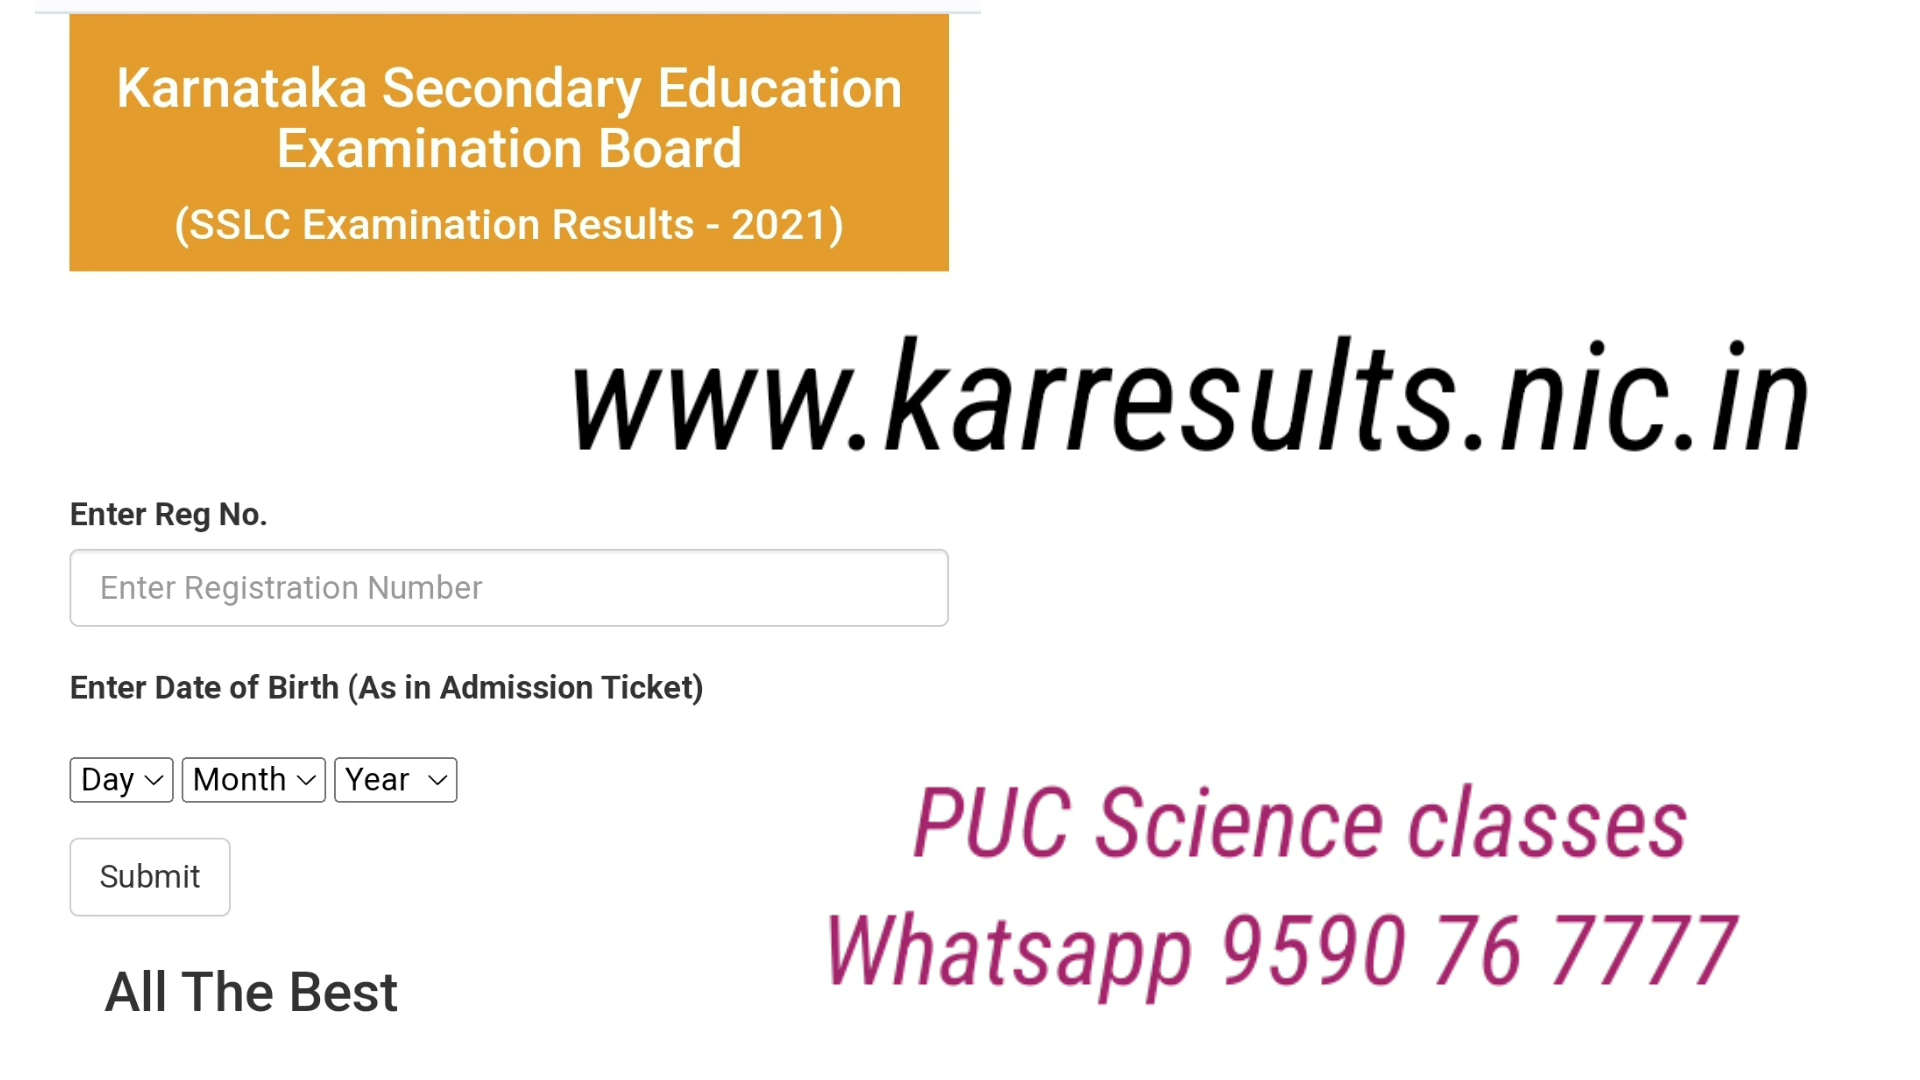 Karnataka Secondary Education
Examination Board
(SSLC Examination Results - 2021)
www.karresults.nic.in
Enter Reg No.
Enter Registration Number
Enter Date of Birth (As in Admission Ticket)
Day Month Year
Submit
All The Best
PUC Science classes
Whatsapp 9590 76 7777